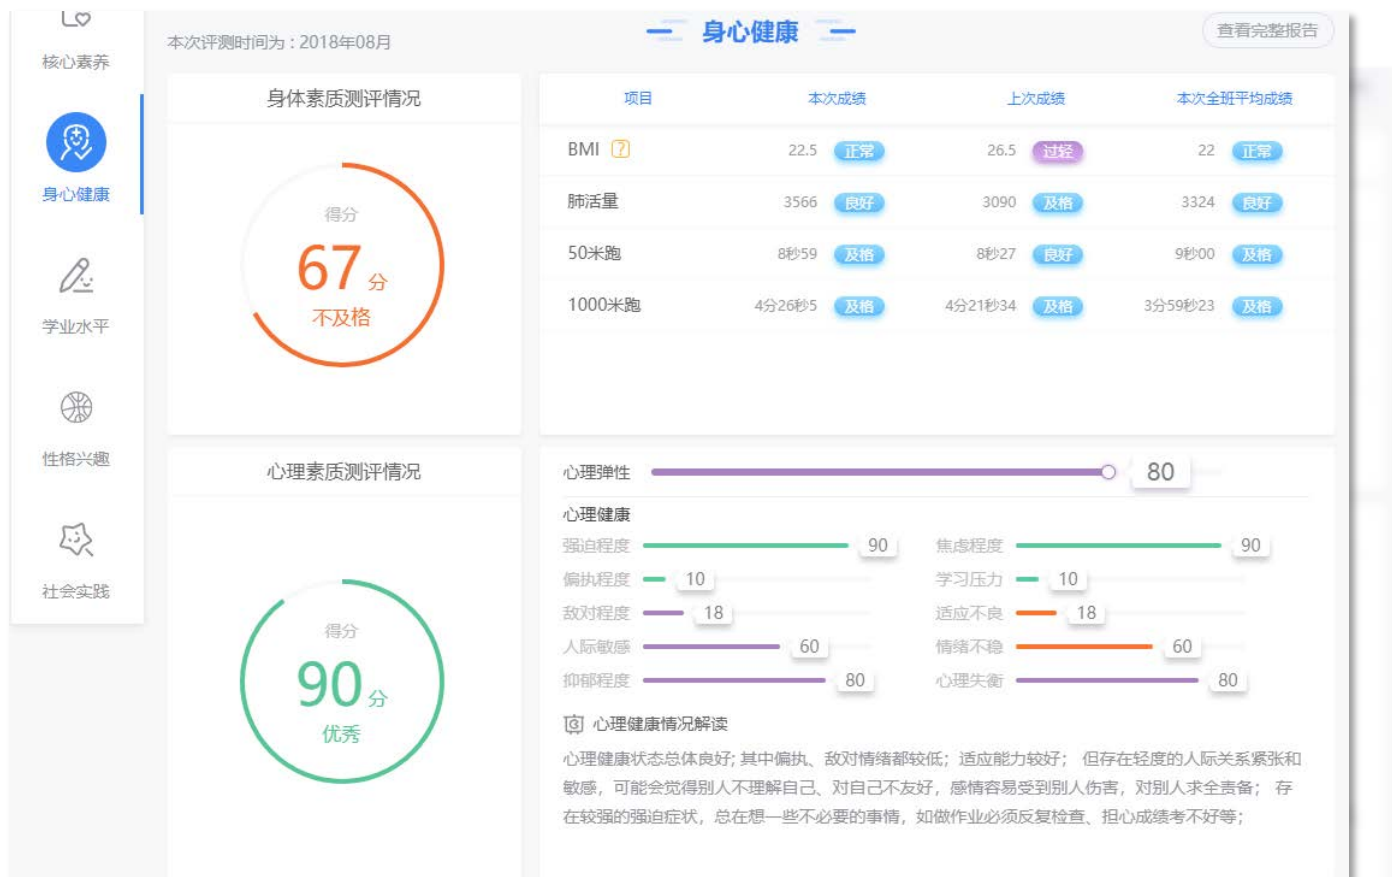 核心素养
身心健康
学业水平
性格兴趣
社会实践
本次评测时间为：2018年08月
身心健康
查看完整报告
身体素质测评情况
得分
67分
不及格
项目 本次成绩 上次成绩 本次全班平均成绩
BMI ? 22.5 正常 26.5 过轻 22 正常
肺活量 3566 良好 3090 及格 3324 良好
50米跑 8秒59 及格 8秒27 良好 9秒00 及格
1000米跑 4分26秒5 及格 4分21秒34 及格 3分59秒23 及格
心理素质测评情况
得分
90分
优秀
心理弹性 80
心理健康
强迫程度 90 焦虑程度 90
偏执程度 10 学习压力 10
敌对程度 18 适应不良 18
人际敏感 60 情绪不稳 60
抑郁程度 80 心理失衡 80
心理健康情况解读
心理健康状态总体良好; 其中偏执、敌对情绪都较低；适应能力较好； 但存在轻度的人际关系紧张和
敏感，可能会觉得别人不理解自己、对自己不友好，感情容易受到别人伤害，对别人求全责备； 存
在较强的强迫症状，总在想一些不必要的事情，如做作业必须反复检查、担心成绩考不好等；